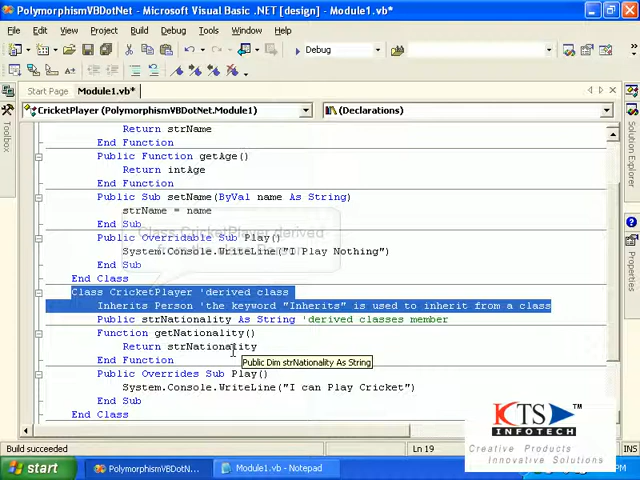 PolymorphismVBDotNet - Microsoft Visual Basic .NET [design] - Module1.vb*
File Edit View Project Build Debug Tools Window Help
Debug
Start Page Module1.vb*
CricketPlayer (PolymorphismVBDotNet.Module1) (Declarations)
Toolbox
Solution Explorer
Properties
Return strName
End Function
Public Function getAge()
Return intAge
End Function
Public Sub setName(ByVal name As String)
strName = name
End Sub
Class CricketPlayer derived
Public Overridable Sub Play()
System.Console.WriteLine("I Play Nothing")
End Sub
End Class
Class CricketPlayer 'derived class
Inherits Person 'the keyword "Inherits" is used to inherit from a class
Public strNationality As String 'derived classes member
Function getNationality()
Return strNationality
Public Dim strNationality As String
End Function
Public Overrides Sub Play()
System.Console.WriteLine("I can Play Cricket")
End Sub
End Class
KTS
INFOTECH
Creative Products
Innovative Solutions
Build succeeded Ln 19 INS
start PolymorphismVBDotN... Module1.vb - Notepad